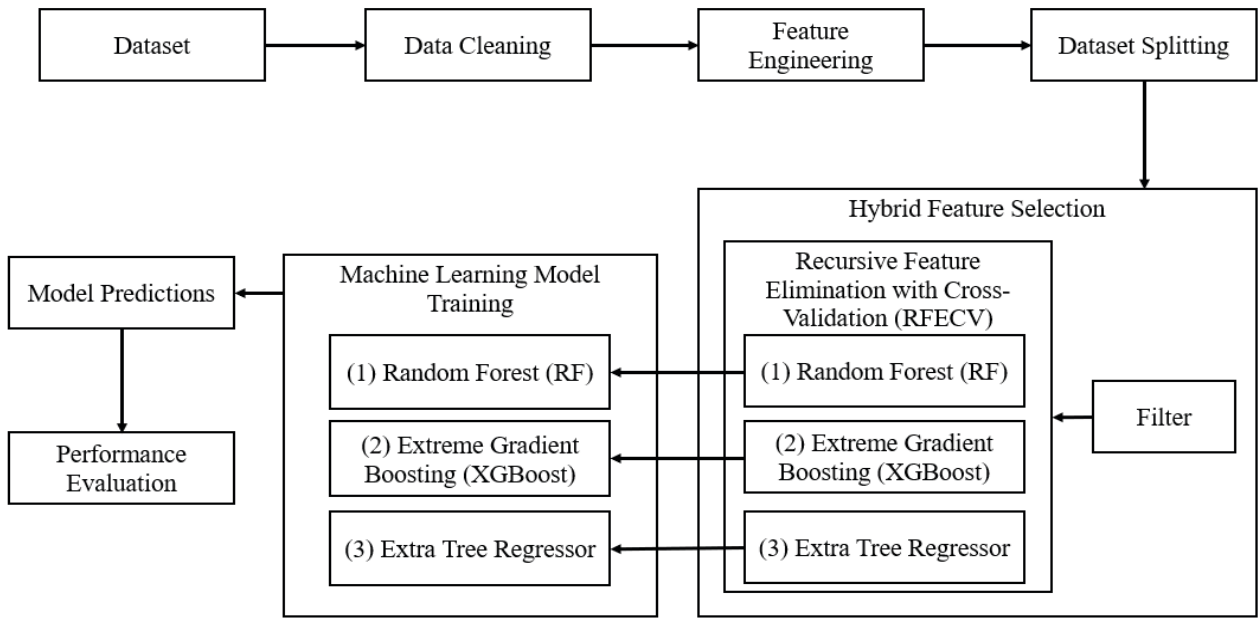 Dataset
Data Cleaning
Feature
Engineering
Dataset Splitting
Hybrid Feature Selection
Recursive Feature
Elimination with Cross-
Validation (RFECV)
(1) Random Forest (RF)
(2) Extreme Gradient
Boosting (XGBoost)
(3) Extra Tree Regressor
Filter
Machine Learning Model
Training
(1) Random Forest (RF)
(2) Extreme Gradient
Boosting (XGBoost)
(3) Extra Tree Regressor
Model Predictions
Performance
Evaluation